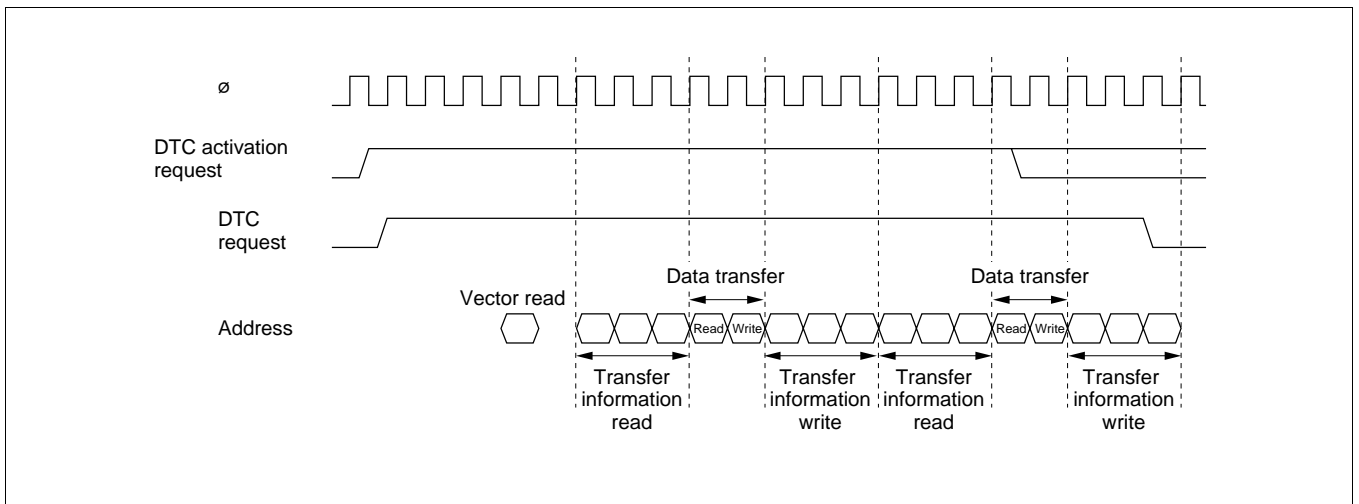 ø
DTC activation
request
DTC
request
Data transfer
Data transfer
Vector read
Address
Read
Write
Read
Write
Transfer
information
read
Transfer
information
write
Transfer
information
read
Transfer
information
write